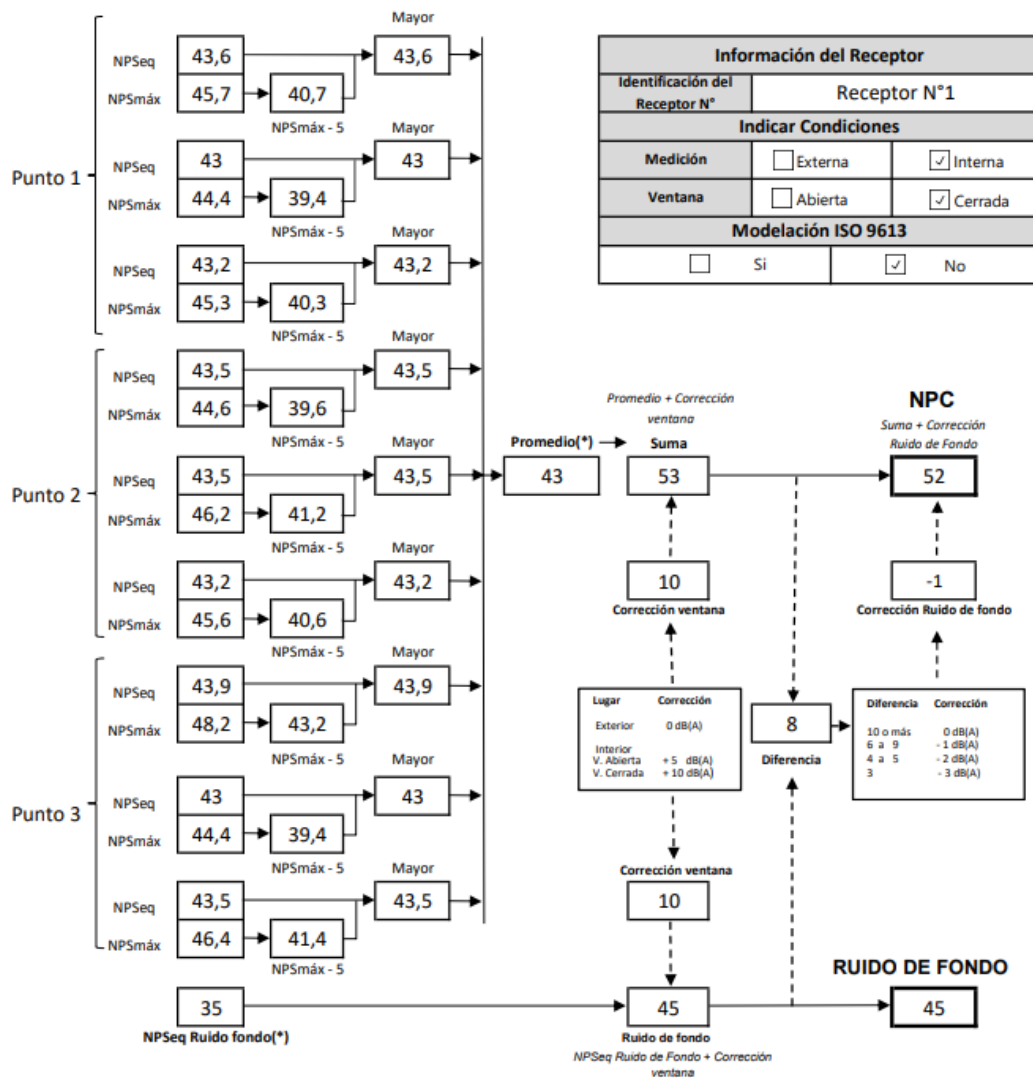 Mayor
NPSeq 43,6 43,6
NPSmáx 45,7 40,7
NPSmáx - 5
Mayor
Punto 1
NPSeq 43 43
NPSmáx 44,4 39,4
NPSmáx - 5
Mayor
NPSeq 43,2 43,2
NPSmáx 45,3 40,3
NPSmáx - 5
Mayor
NPSeq 43,5 43,5
NPSmáx 44,6 39,6
NPSmáx - 5
Mayor
Punto 2
NPSeq 43,5 43,5
NPSmáx 46,2 41,2
NPSmáx - 5
Mayor
NPSeq 43,2 43,2
NPSmáx 45,6 40,6
NPSmáx - 5
Mayor
NPSeq 43,9 43,9
NPSmáx 48,2 43,2
NPSmáx - 5
Mayor
Punto 3
NPSeq 43 43
NPSmáx 44,4 39,4
NPSmáx - 5
Mayor
NPSeq 43,5 43,5
NPSmáx 46,4 41,4
NPSmáx - 5
35
NPSeq Ruido fondo(*)
Información del Receptor
Identificación del
Receptor N°
Receptor N°1
Indicar Condiciones
Medición Externa Interna
Ventana Abierta Cerrada
Modelación ISO 9613
Si No
Promedio(*)
43
Promedio + Corrección
ventana
Suma
53
10
Corrección ventana
NPC
Suma + Corrección
Ruido de Fondo
52
-1
Corrección Ruido de fondo
Lugar Corrección
Exterior 0 dB(A)
Interior
V. Abierta + 5 dB(A)
V. Cerrada + 10 dB(A)
8
Diferencia
Diferencia Corrección
10 o más 0 dB(A)
6 a 9 - 1 dB(A)
4 a 5 - 2 dB(A)
3 - 3 dB(A)
Corrección ventana
10
45
Ruido de fondo
NPSeq Ruido de Fondo + Corrección
ventana
RUIDO DE FONDO
45